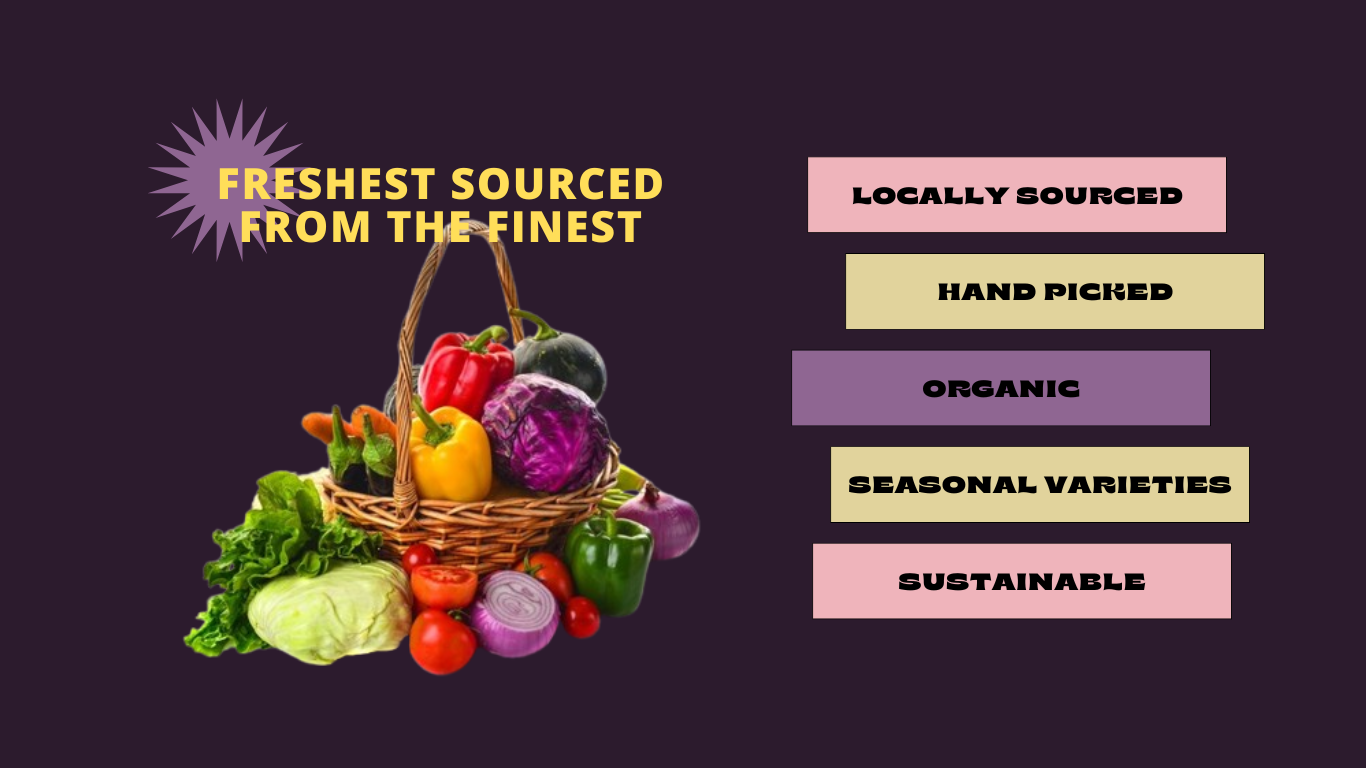 FRESHEST SOURCED
FROM THE FINEST
LOCALLY SOURCED
HAND PICKED
ORGANIC
SEASONAL VARIETIES
SUSTAINABLE